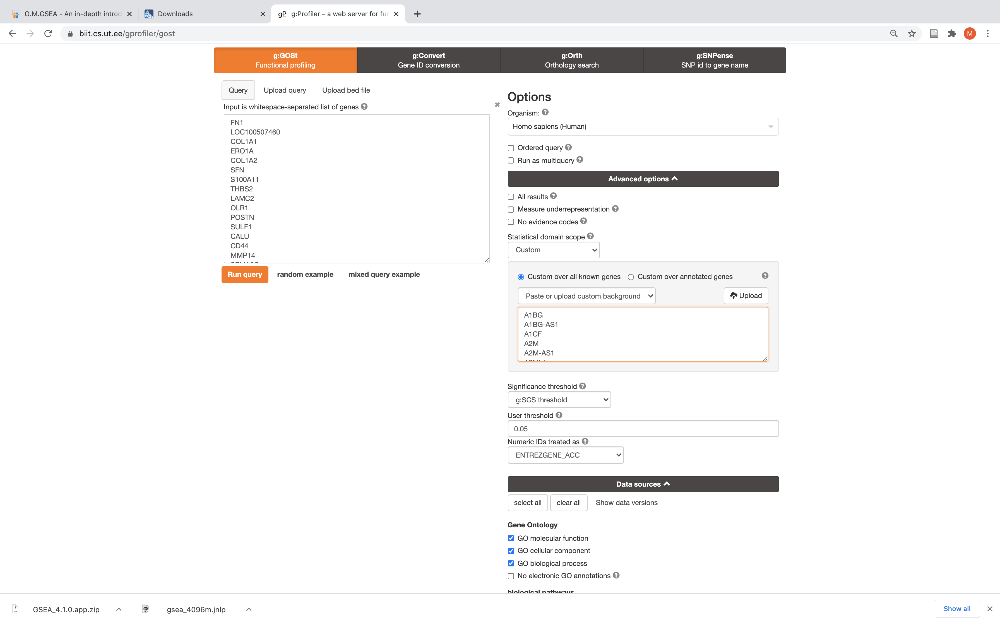 O.M.GSEA - An in-depth introd
Downloads
gP g:Profiler – a web server for fur
biit.cs.ut.ee/gprofiler/gost
M
g:GOSt
Functional profiling
g:Convert
Gene ID conversion
g:Orth
Orthology search
g:SNPense
SNP id to gene name
Query
Upload query
Upload bed file
Input is whitespace-separated list of genes
FN1
LOC100507460
COL1A1
ERO1A
COL1A2
SFN
S100A11
THBS2
LAMC2
OLR1
POSTN
SULF1
CALU
CD44
MMP14
Run query
random example
mixed query example
Options
Organism:
Homo sapiens (Human)
Ordered query
Run as multiquery
Advanced options
All results
Measure underrepresentation
No evidence codes
Statistical domain scope
Custom
Custom over all known genes
Custom over annotated genes
Paste or upload custom background
Upload
A1BG
A1BG-AS1
A1CF
A2M
A2M-AS1
Significance threshold
g:SCS threshold
User threshold
0.05
Numeric IDs treated as
ENTREZGENE_ACC
Data sources
select all
clear all
Show data versions
Gene Ontology
GO molecular function
GO cellular component
GO biological process
No electronic GO annotations
biological pathways
GSEA_4.1.0.app.zip
gsea_4096m.jnlp
Show all